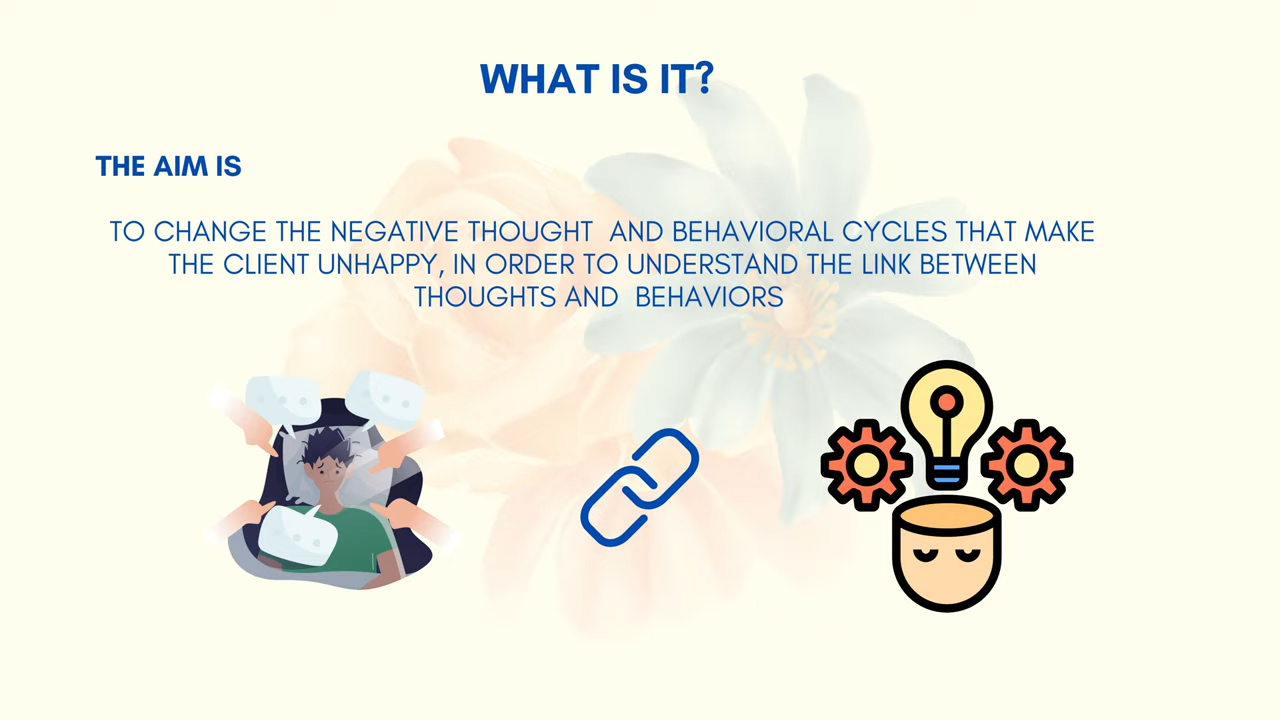 WHAT IS IT?
THE AIM IS
TO CHANGE THE NEGATIVE THOUGHT AND BEHAVIORAL CYCLES THAT MAKE
THE CLIENT UNHAPPY, IN ORDER TO UNDERSTAND THE LINK BETWEEN
THOUGHTS AND BEHAVIORS